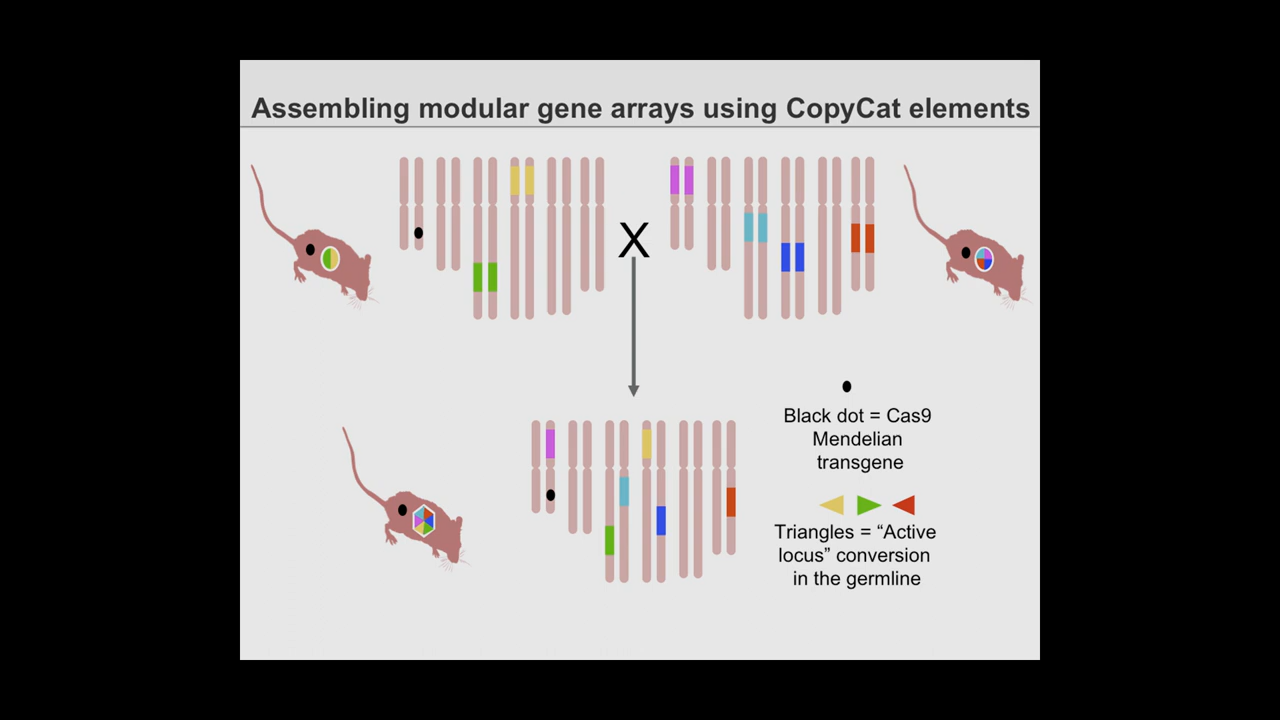 Assembling modular gene arrays using CopyCat elements
X
Black dot = Cas9
Mendelian
transgene
Triangles = “Active
locus” conversion
in the germline